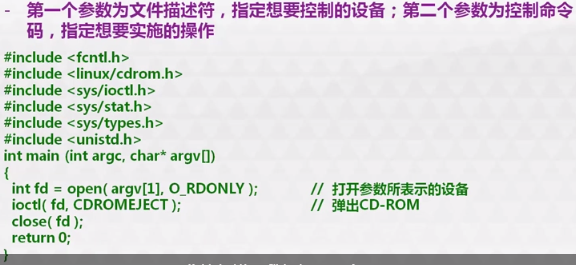 - 第一个参数为文件描述符，指定想要控制的设备；第二个参数为控制命令
码，指定想要实施的操作
#include <fcntl.h>
#include <linux/cdrom.h>
#include <sys/ioctl.h>
#include <sys/stat.h>
#include <sys/types.h>
#include <unistd.h>
int main (int argc, char* argv[])
{
int fd = open( argv[1], O_RDONLY ); // 打开参数所表示的设备
ioctl( fd, CDROMEJECT ); // 弹出CD-ROM
close( fd );
return 0;
}